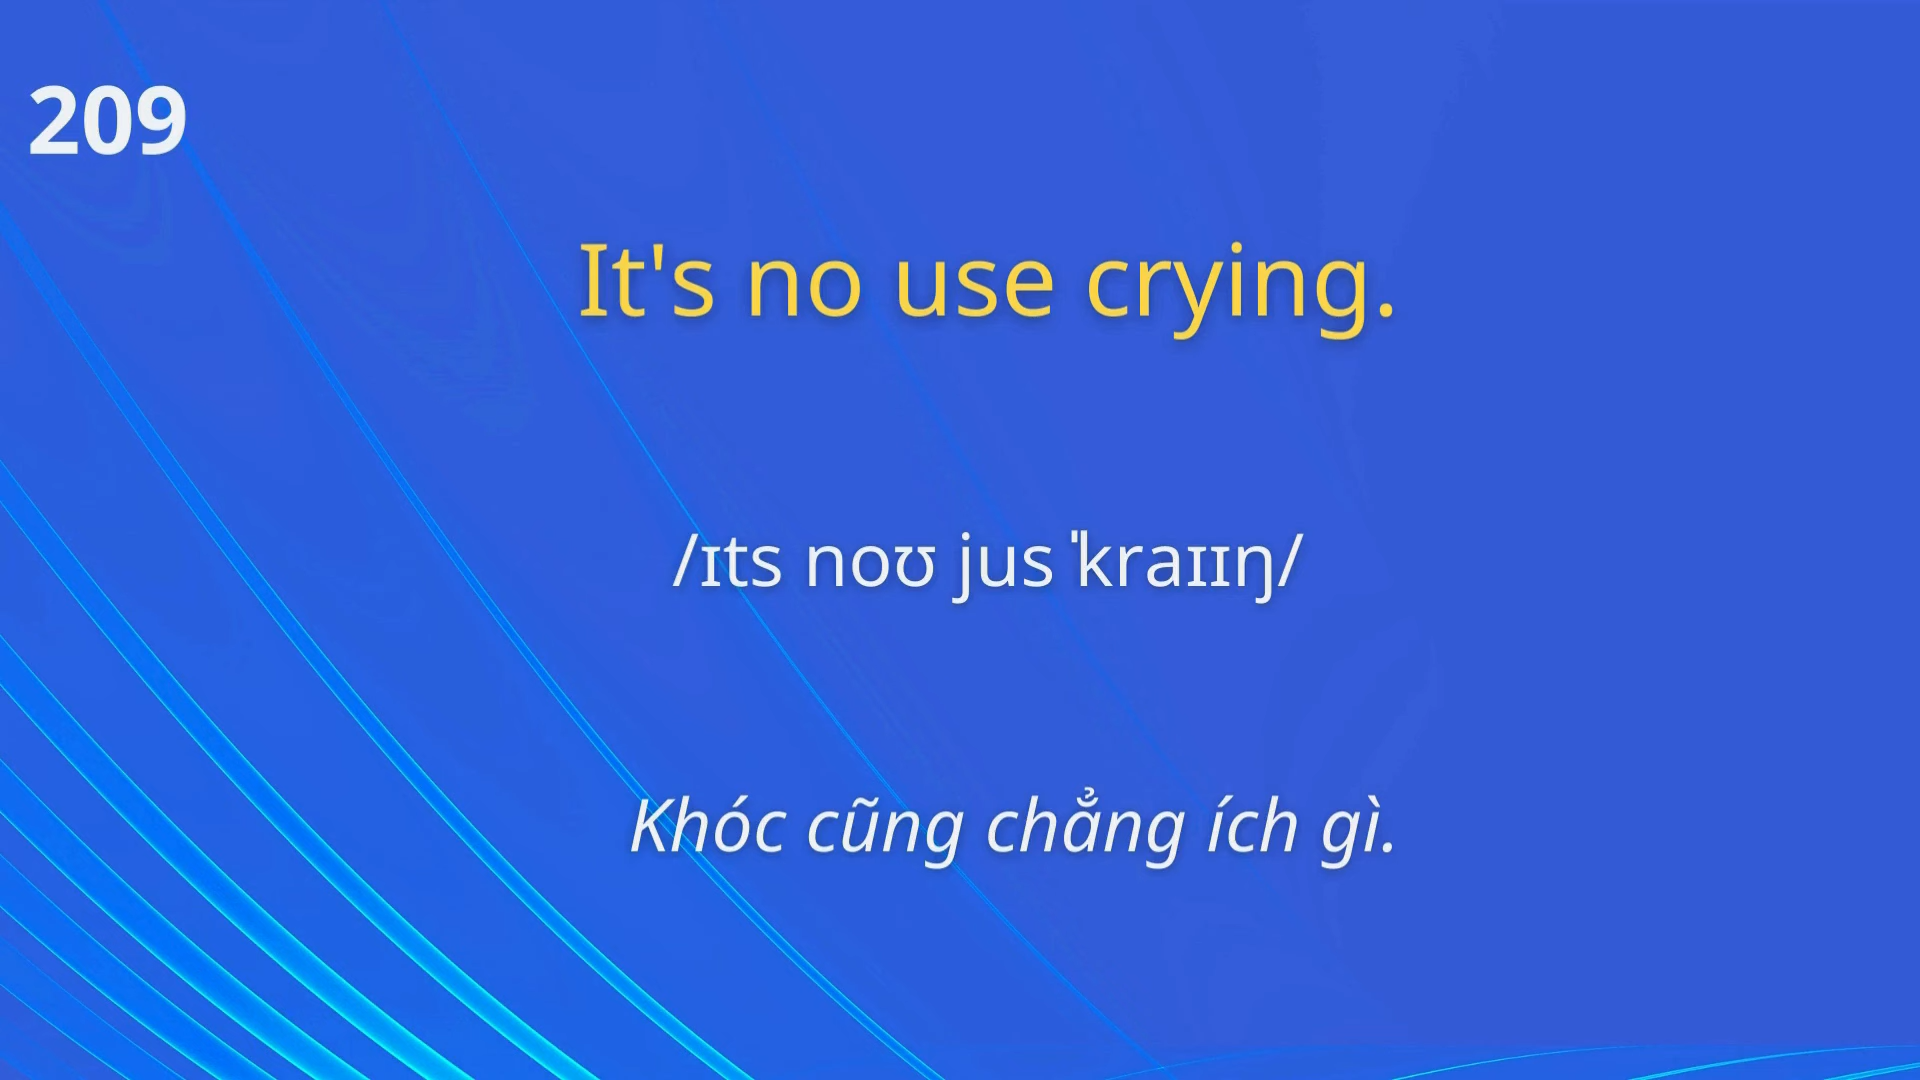 209
It's no use crying.
/ɪts noʊ jus ˈkraɪɪŋ/
Khóc cũng chẳng ích gì.